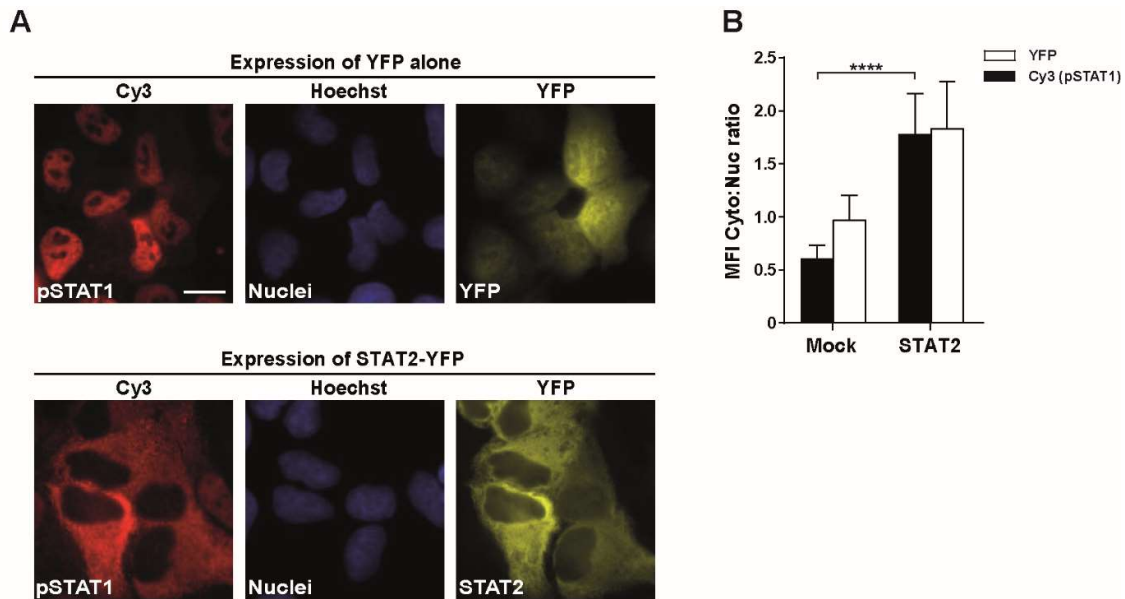 A
Expression of YFP alone
Cy3 Hoechst YFP
pSTAT1 Nuclei YFP
Expression of STAT2-YFP
Cy3 Hoechst YFP
pSTAT1 Nuclei STAT2
B
YFP
Cy3 (pSTAT1)
****
MFI Cyto:Nuc ratio
2.5
2.0
1.5
1.0
0.5
0
Mock STAT2